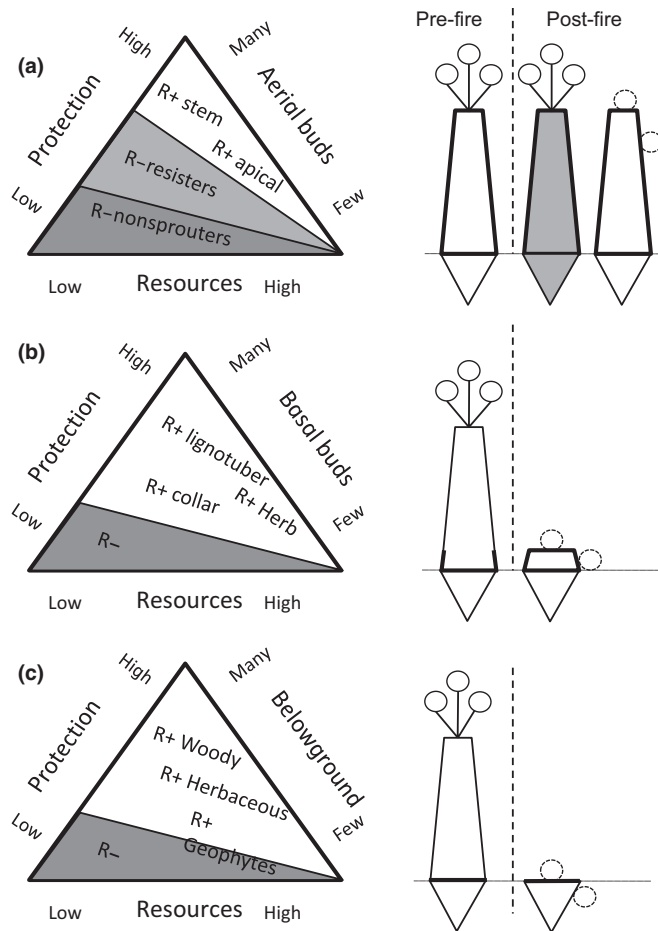 Pre-fire
Post-fire
(a)
High
Many
Protection
Aerial buds
R+ stem
R+ apical
R–resisters
R–nonsprouters
Low
Few
Low
Resources
High
(b)
High
Many
Protection
Basal buds
R+ lignotuber
R+ collar
R+ Herb
R–
Low
Few
Low
Resources
High
(c)
High
Many
Protection
Belowground
R+ Woody
R+ Herbaceous
R+
Geophytes
R–
Low
Few
Low
Resources
High